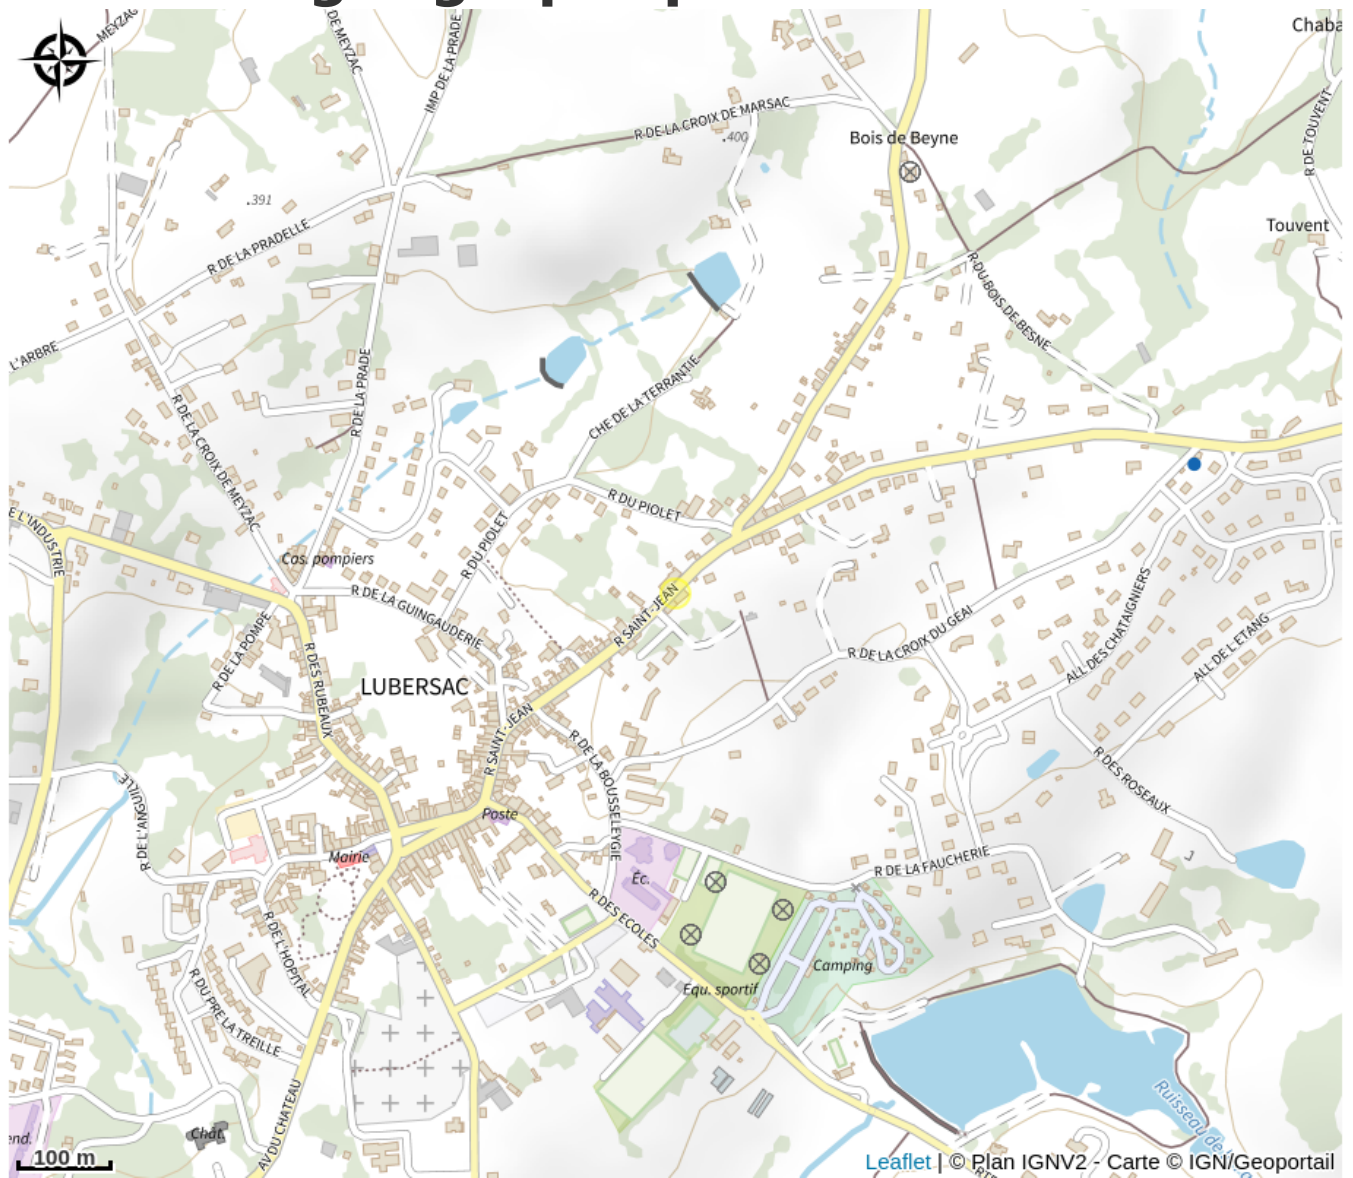 MEYZAC
DE MEYZAC
IMP DE LA PRADE
Chaba
R DE LA CROIX DE MARSAC
.400
Bois de Beyne
R DE TOUVENT
.391
R DE LA PRADELLE
Touvent
R DU BOIS DE BESNE
L'ARBRE
R DE LA PRADE
CHE DE LA TERRANTIE
R DE LA CROIX DE MEYZAC
R DU PIOLET
E L'INDUSTRIE
R DU PIOLET
Cas. pompiers
R DE LA GUINGAUDERIE
R SAINT-JEAN
R DE LA POMPE
R DE LA CROIX DU GEAI
ALL DES CHATAIGNIERS
ALL DE L'ETANG
R DES RUBEAUX
LUBERSAC
R SAINT-JEAN
R DE LA BOUSSELEYGIE
R DES ROSEAUX
R DE L'ANGUILLE
Poste
Mairie
Ec.
R DE LA FAUCHERIE
R DES ECOLES
R DE L'HOPITAL
Camping
Equ. sportif
R DU PRE LA TREILLE
AV DU CHATEAU
Chât.
end.
100 m
Leaflet | © Plan IGNV2 - Carte © IGN/Geoportail